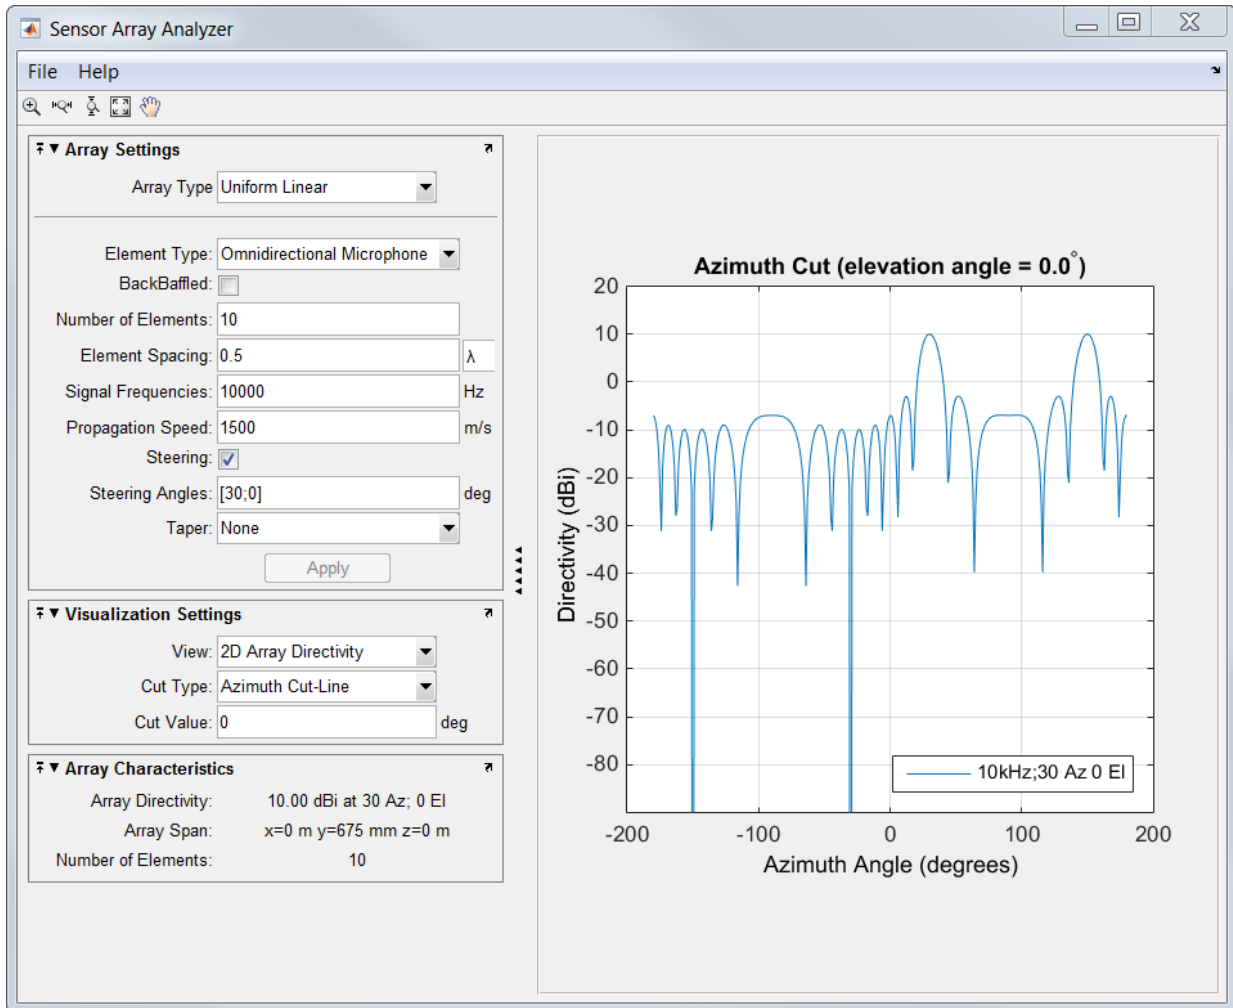 Sensor Array Analyzer
File Help
Array Settings
Array Type Uniform Linear
Element Type: Omnidirectional Microphone
BackBaffled:
Number of Elements: 10
Element Spacing: 0.5 λ
Signal Frequencies: 10000 Hz
Propagation Speed: 1500 m/s
Steering:
Steering Angles: [30;0] deg
Taper: None
Apply
Visualization Settings
View: 2D Array Directivity
Cut Type: Azimuth Cut-Line
Cut Value: 0 deg
Array Characteristics
Array Directivity: 10.00 dBi at 30 Az; 0 El
Array Span: x=0 m y=675 mm z=0 m
Number of Elements: 10
Azimuth Cut (elevation angle = 0.0°)
20
10
0
-10
-20
-30
-40
-50
-60
-70
-80
Directivity (dBi)
10kHz;30 Az 0 El
-200 -100 0 100 200
Azimuth Angle (degrees)